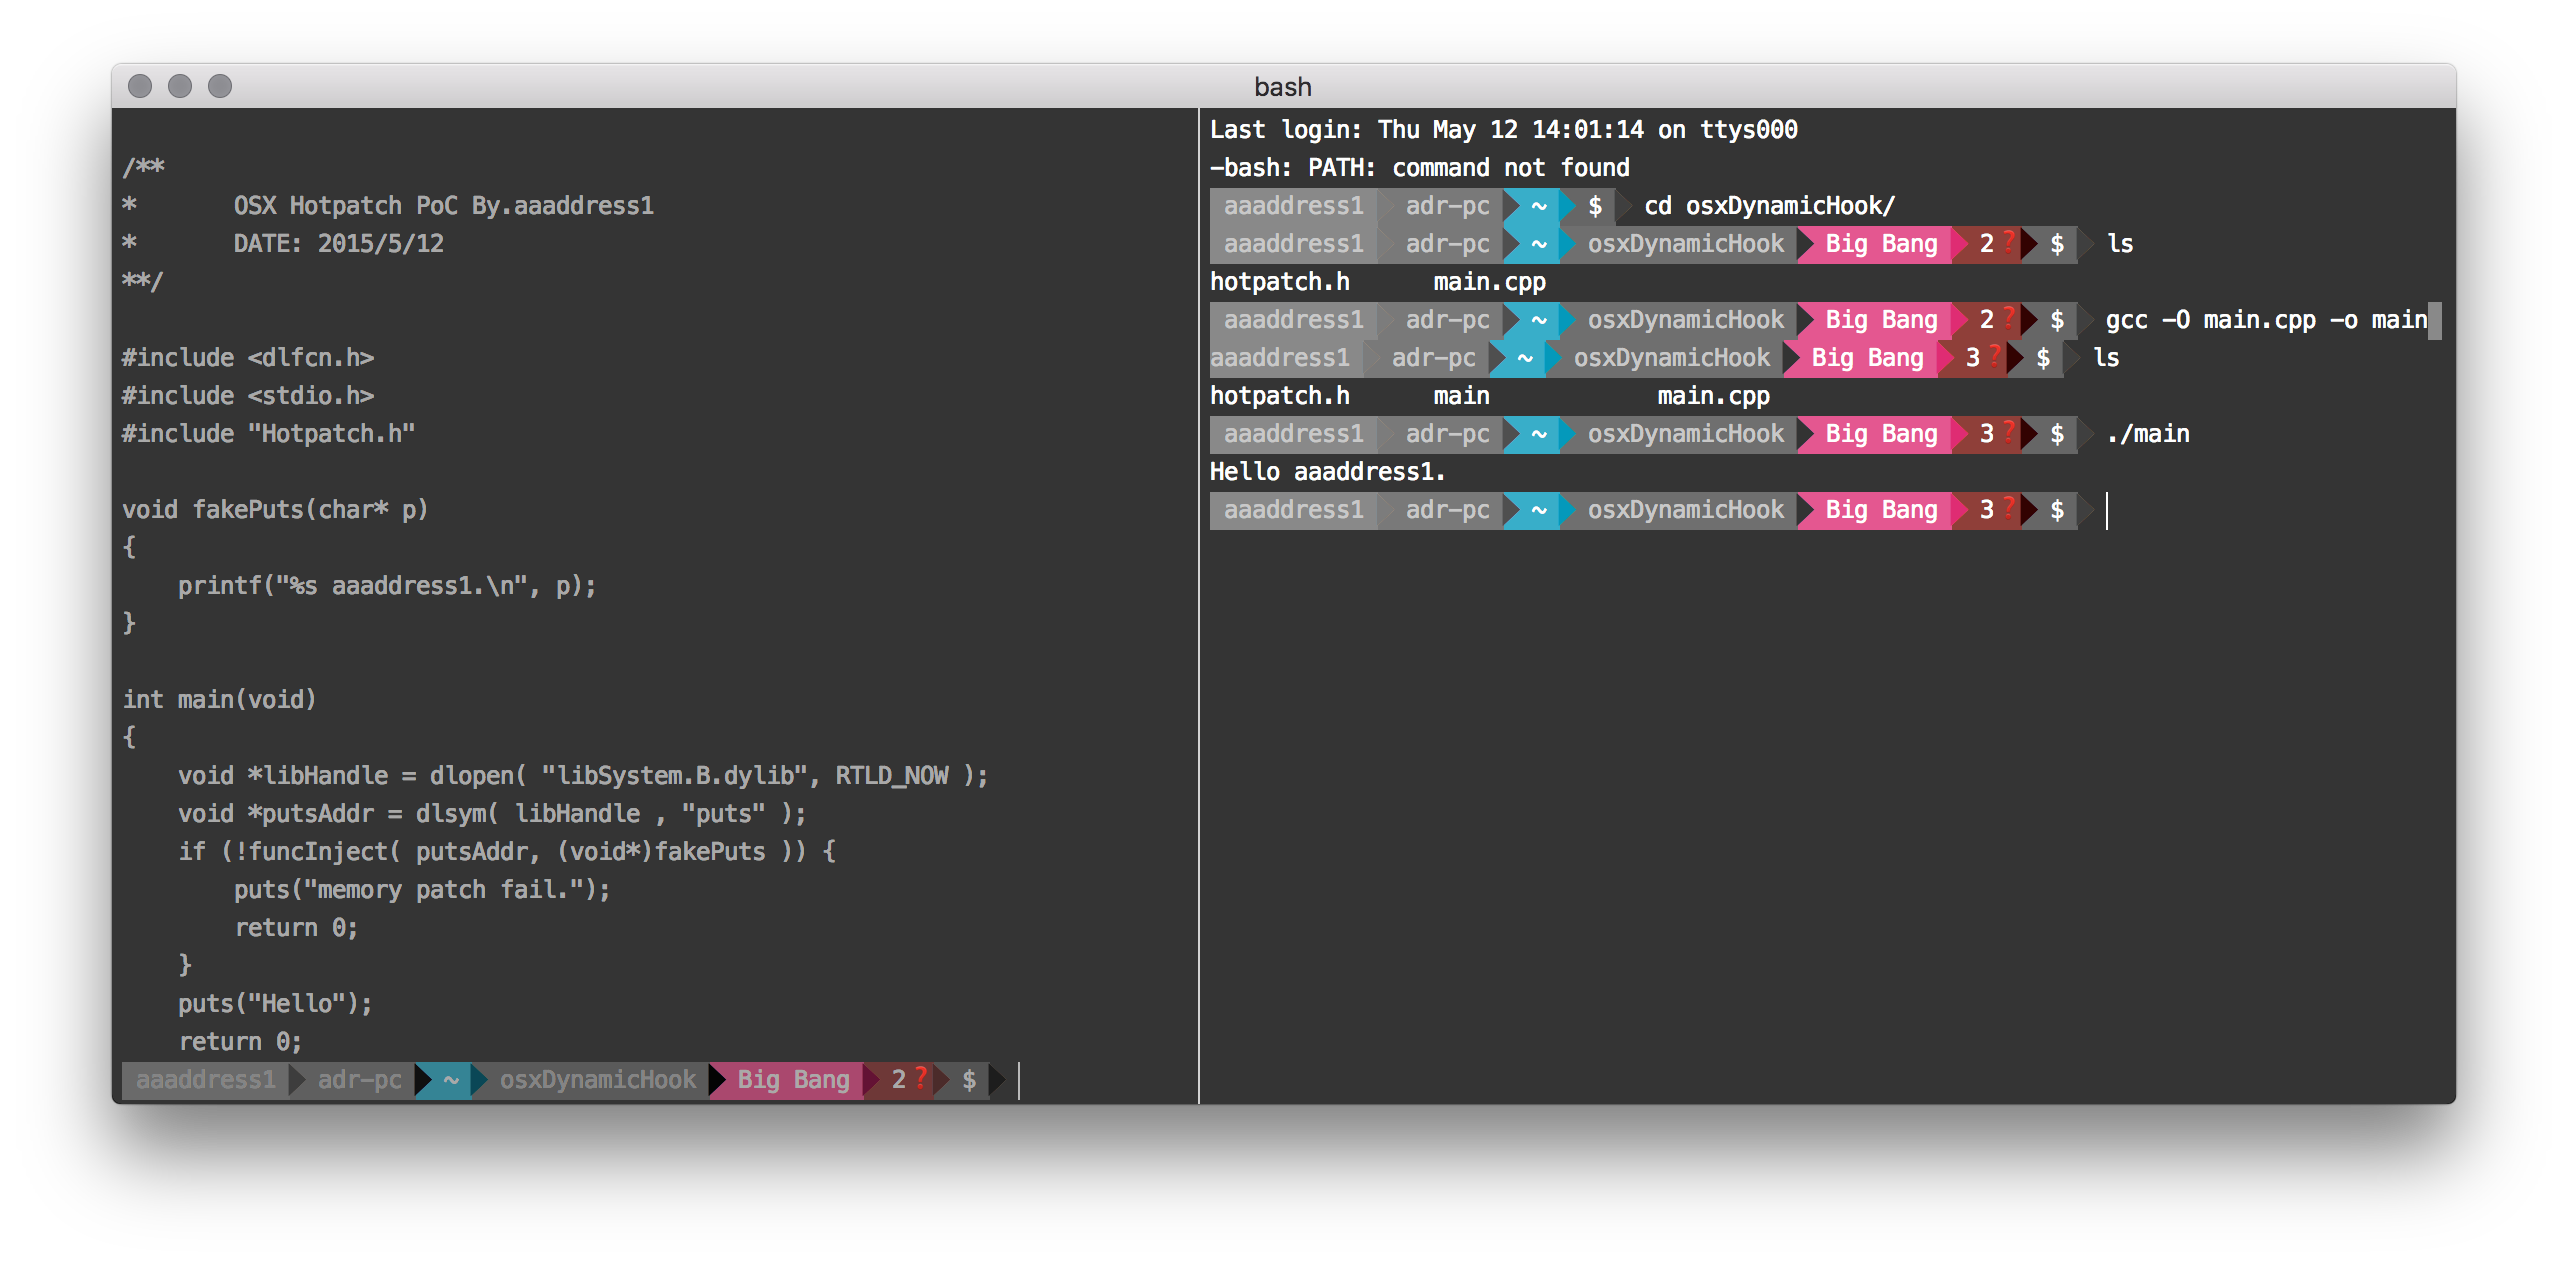 bash
/**
*       OSX Hotpatch PoC By.aaaddress1
*       DATE: 2015/5/12
**/
#include <dlfcn.h>
#include <stdio.h>
#include "Hotpatch.h"
void fakePuts(char* p)
{
    printf("%s aaaddress1.\n", p);
}
int main(void)
{
    void *libHandle = dlopen( "libSystem.B.dylib", RTLD_NOW );
    void *putsAddr = dlsym( libHandle , "puts" );
    if (!funcInject( putsAddr, (void*)fakePuts )) {
        puts("memory patch fail.");
        return 0;
    }
    puts("Hello");
    return 0;
aaaddress1 adr-pc ~ osxDynamicHook Big Bang 2 ? $
Last login: Thu May 12 14:01:14 on ttys000
-bash: PATH: command not found
aaaddress1 adr-pc ~ $ cd osxDynamicHook/
aaaddress1 adr-pc ~ osxDynamicHook Big Bang 2 ? $ ls
hotpatch.h      main.cpp
aaaddress1 adr-pc ~ osxDynamicHook Big Bang 2 ? $ gcc -O main.cpp -o main
aaaddress1 adr-pc ~ osxDynamicHook Big Bang 3 ? $ ls
hotpatch.h      main            main.cpp
aaaddress1 adr-pc ~ osxDynamicHook Big Bang 3 ? $ ./main
Hello aaaddress1.
aaaddress1 adr-pc ~ osxDynamicHook Big Bang 3 ? $